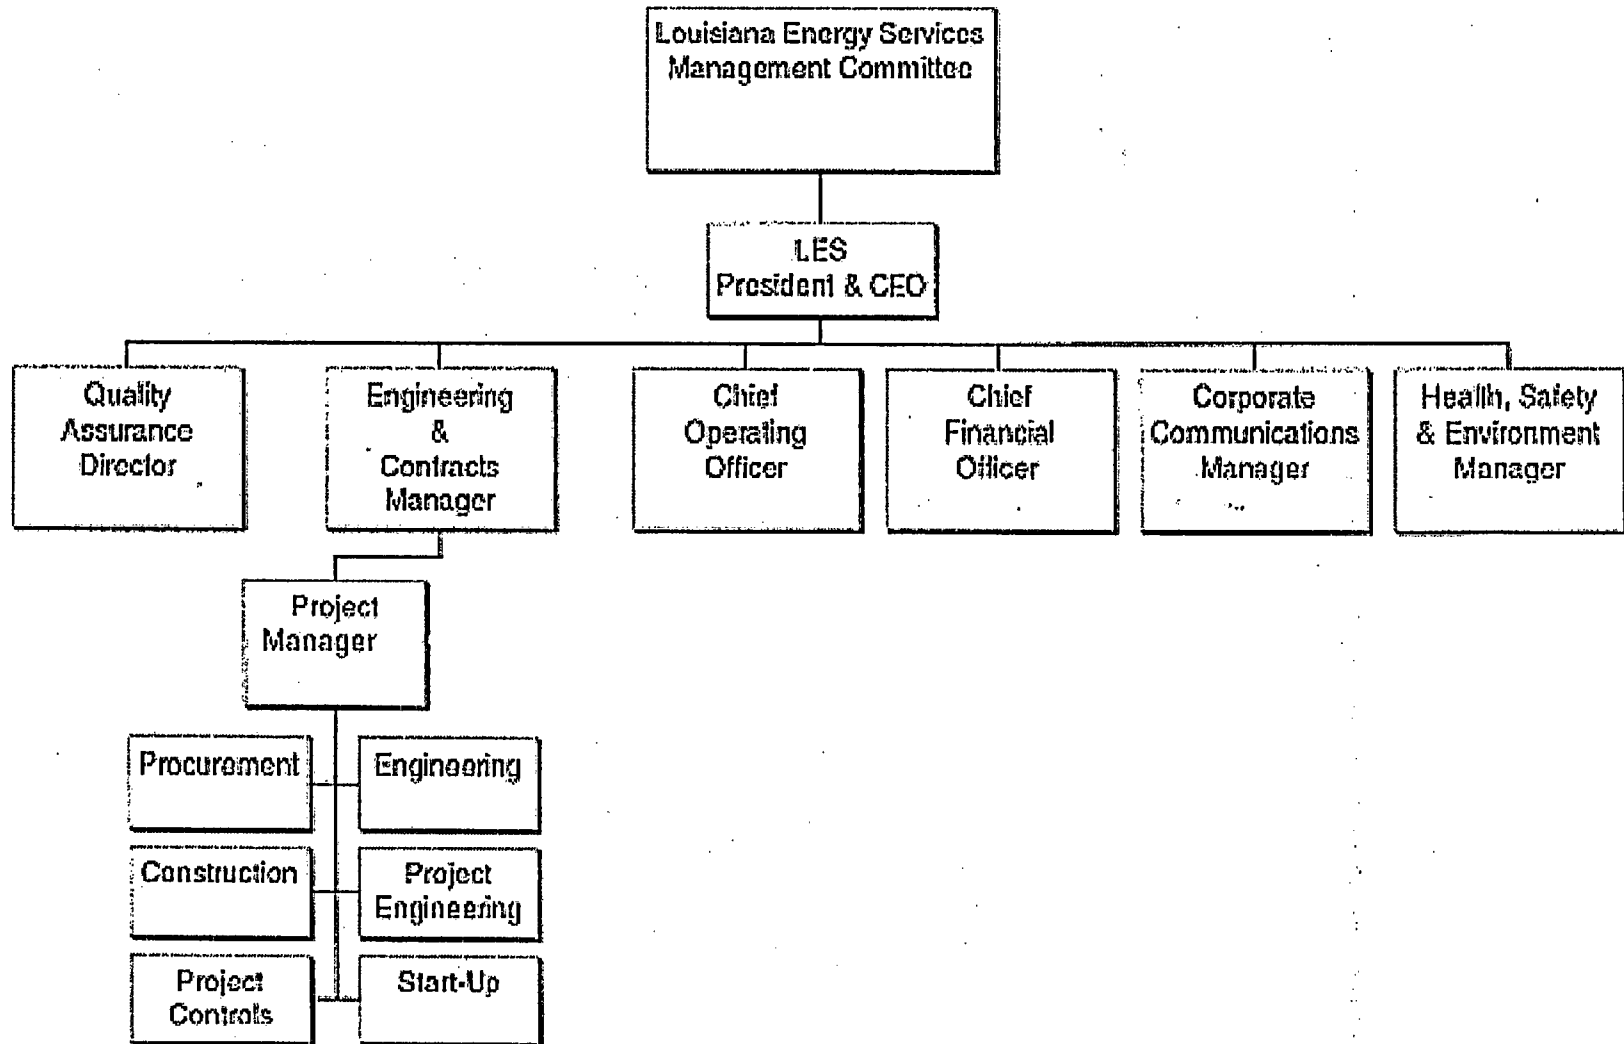 Louisiana Energy Services
Management Committee
LES
President & CEO
Quality
Assurance
Director
Engineering
&
Contracts
Manager
Chief
Operating
Officer
Chief
Financial
Officer
Corporate
Communications
Manager
Health, Safety
& Environment
Manager
Project
Manager
Procurement
Engineering
Construction
Project
Engineering
Project
Controls
Start-Up